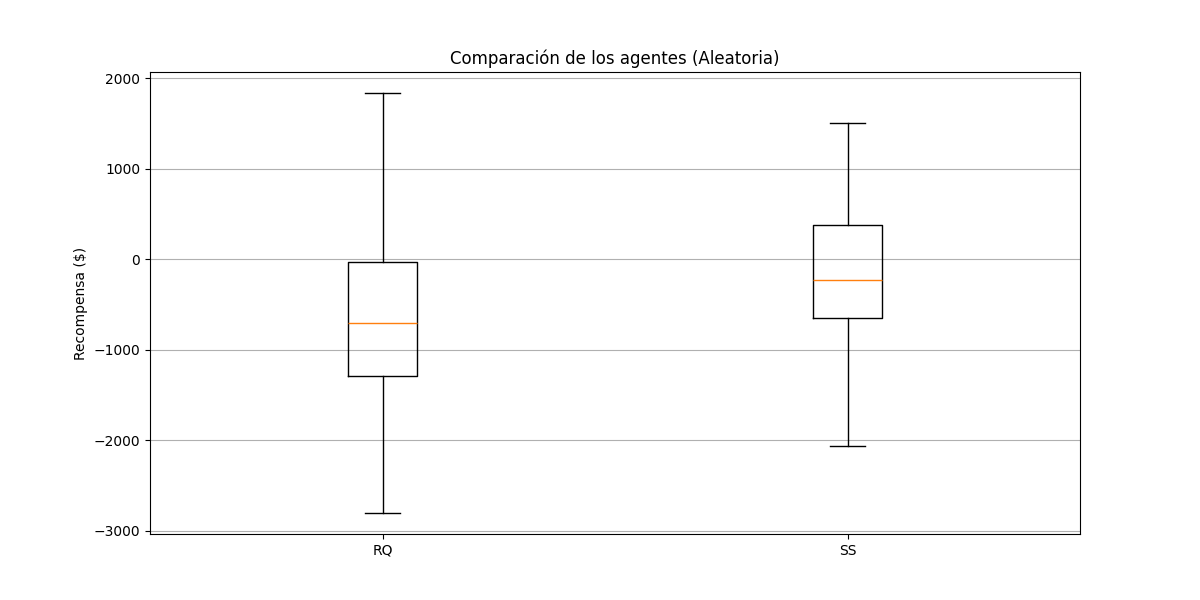 Comparación de los agentes (Aleatoria)
Recompensa ($)
2000
1000
0
−1000
−2000
−3000
RQ
SS